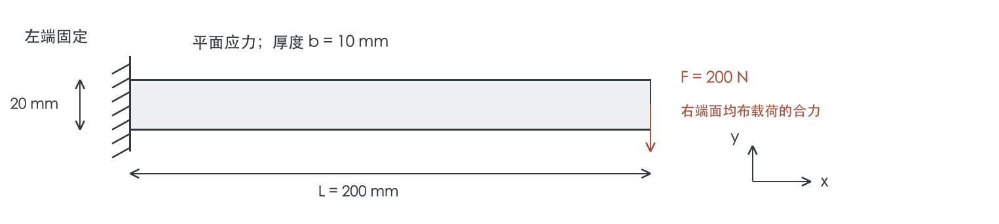 左端固定
平面应力；厚度 b = 10 mm
F = 200 N
20 mm
右端面均布载荷的合力
y
x
L = 200 mm